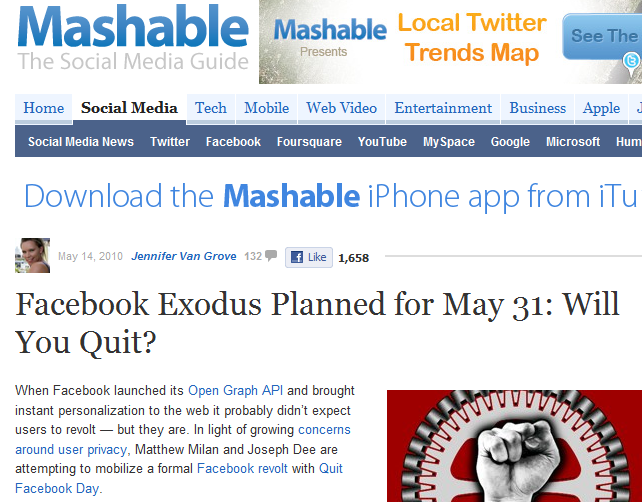 Mashable
The Social Media Guide
Mashable
Presents
Local Twitter
Trends Map
See The
Home Social Media Tech Mobile Web Video Entertainment Business Apple
Social Media News Twitter Facebook Foursquare YouTube MySpace Google Microsoft Hum
Download the Mashable iPhone app from iTu
May 14, 2010 Jennifer Van Grove 132 Like 1,658
Facebook Exodus Planned for May 31: Will
You Quit?
When Facebook launched its Open Graph API and brought
instant personalization to the web it probably didn't expect
users to revolt — but they are. In light of growing concerns
around user privacy, Matthew Milan and Joseph Dee are
attempting to mobilize a formal Facebook revolt with Quit
Facebook Day.